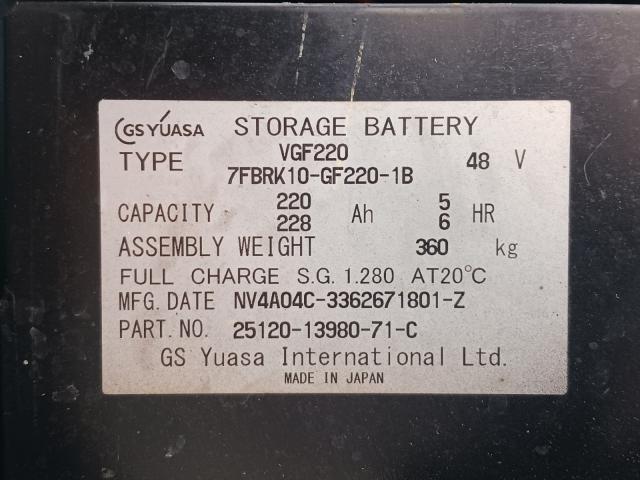 GS YUASA STORAGE BATTERY
TYPE VGF220 48 V
7FBRK10-GF220-1B
CAPACITY 220 Ah 5 HR
228 6
ASSEMBLY WEIGHT 360 kg
FULL CHARGE S.G. 1.280 AT20°C
MFG. DATE NV4A04C-3362671801-Z
PART. NO. 25120-13980-71-C
GS Yuasa International Ltd.
MADE IN JAPAN